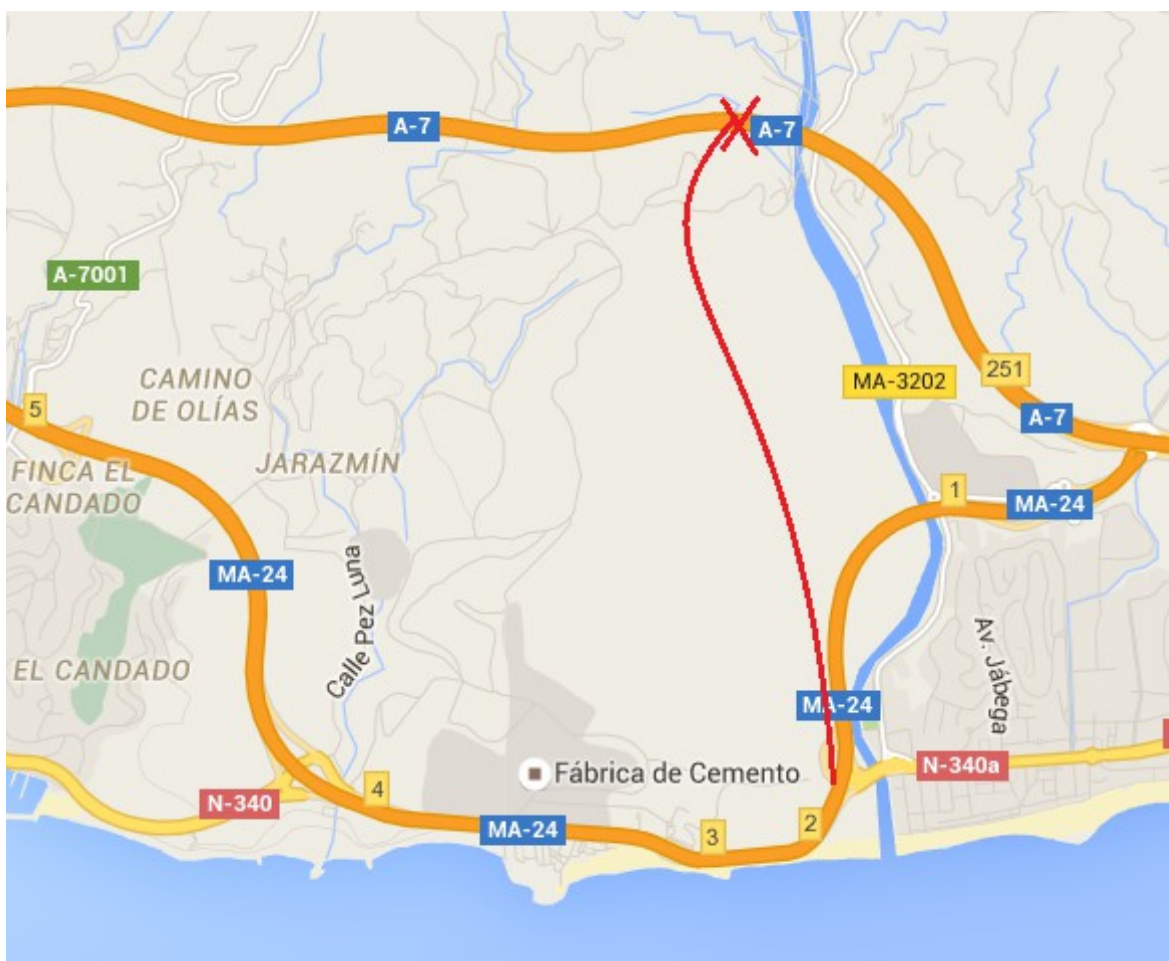 A-7
A-7
A-7001
251
MA-3202
CAMINO
DE OLÍAS
5
A-7
JARAZMÍN
FINCA EL
CANDADO
1
MA-24
MA-24
Calle Pez Luna
Av. Jábega
EL CANDADO
MA-24
N-340a
Fábrica de Cemento
4
N-340
2
MA-24
3